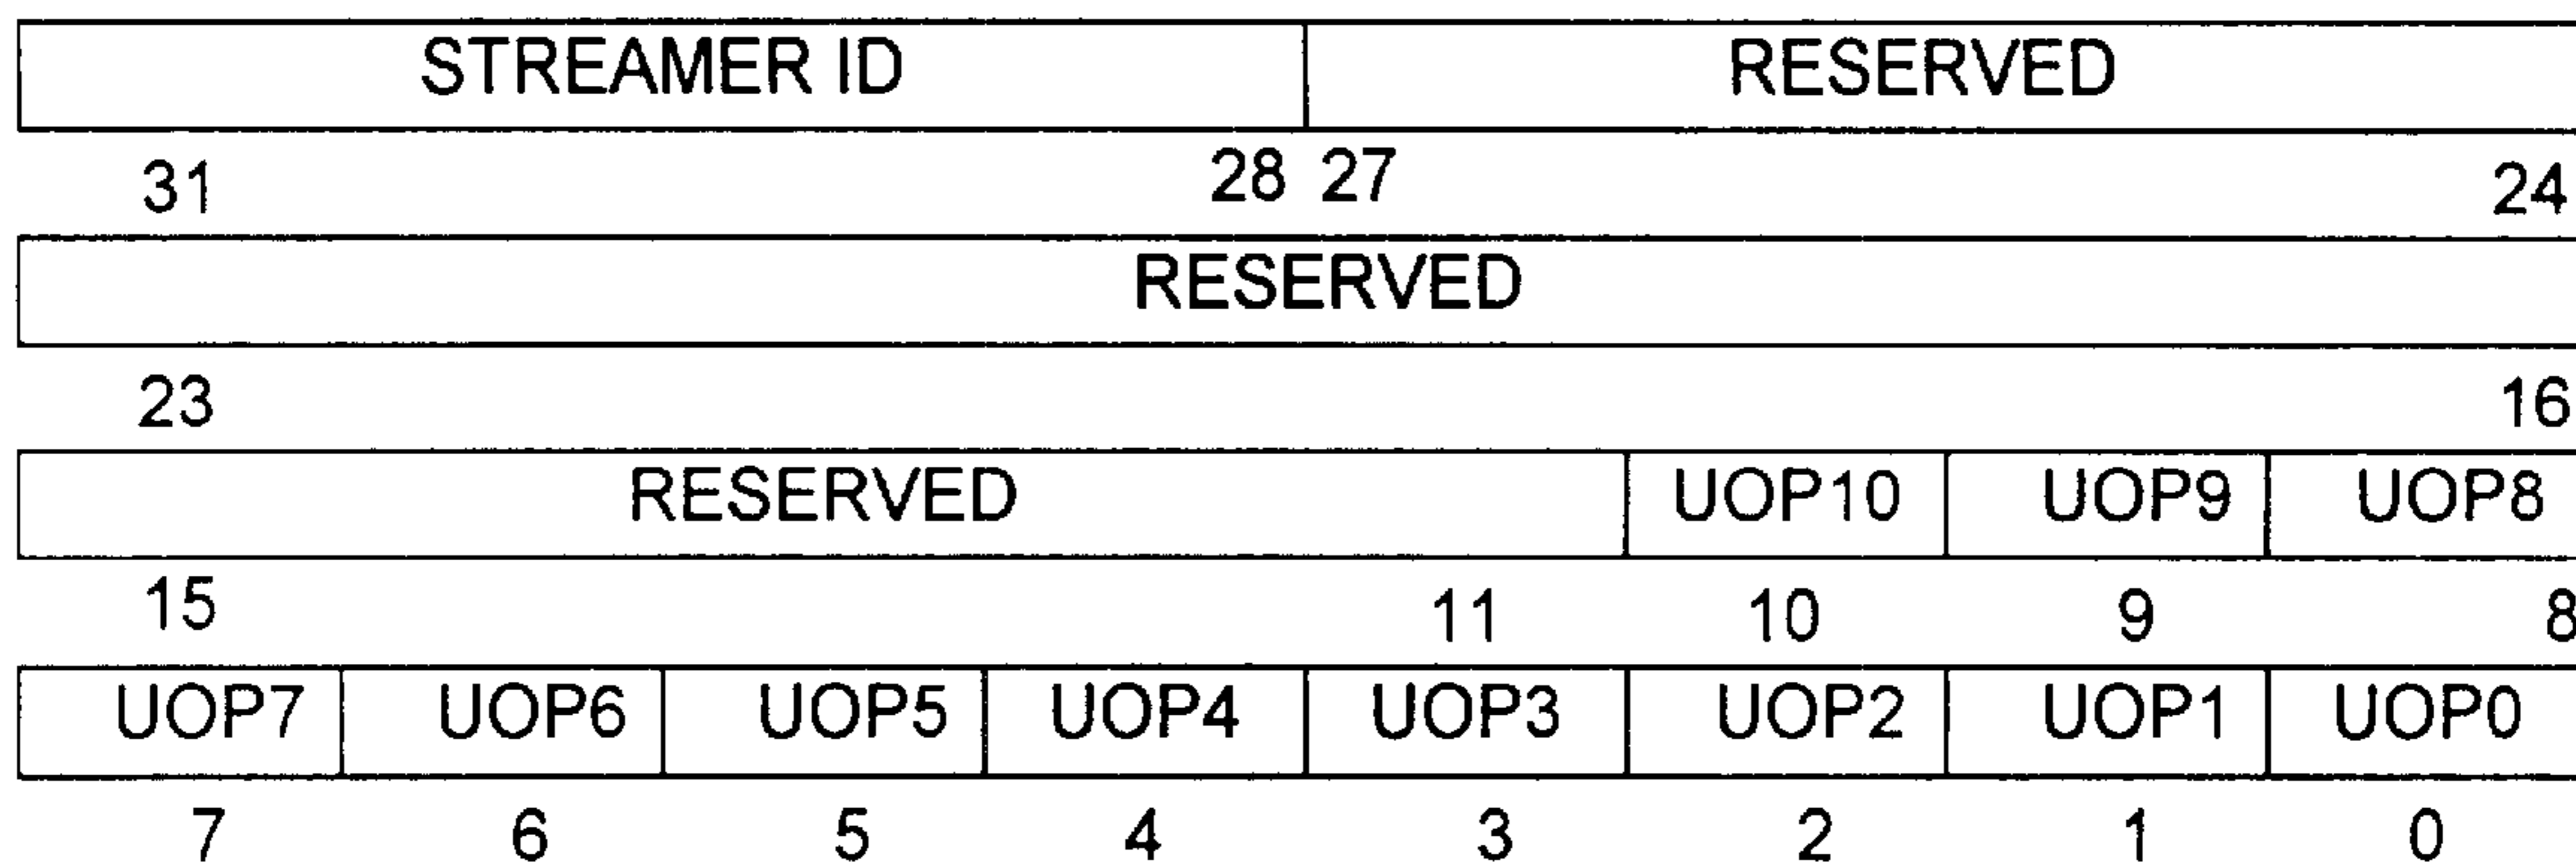 STREAMER ID RESERVED
31 28 27 24
RESERVED
23 16
RESERVED UOP10 UOP9 UOP8
15 11 10 9 8
UOP7 UOP6 UOP5 UOP4 UOP3 UOP2 UOP1 UOP0
7 6 5 4 3 2 1 0